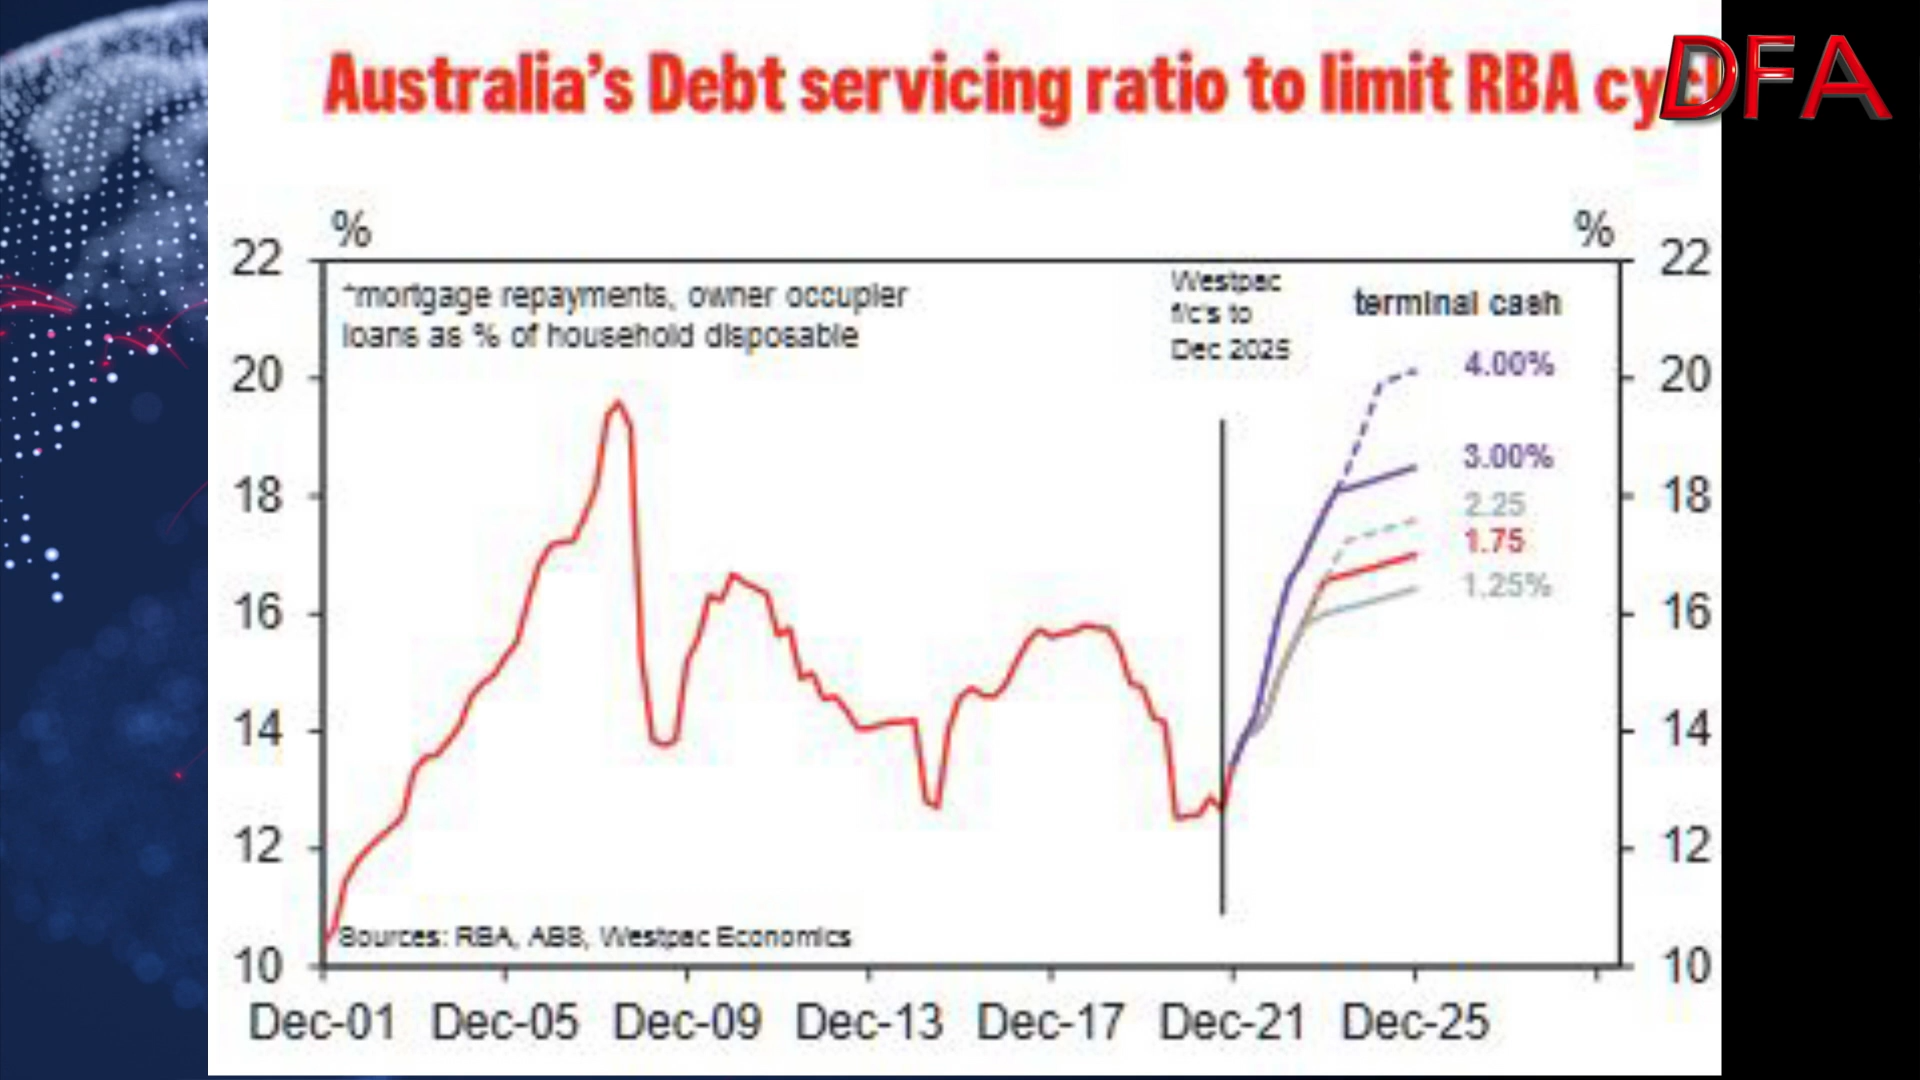 Australia's Debt servicing ratio to limit RBA
DFA
% %
22 22
*mortgage repayments, owner occupier
loans as % of household disposable
Westpac
f/c's to
Dec 2025
terminal cash
20 20
4.00%
3.00%
18 18
2.25
1.75
1.25%
16 16
14 14
12 12
Sources: RBA, ABS, Westpac Economics
10 10
Dec-01 Dec-05 Dec-09 Dec-13 Dec-17 Dec-21 Dec-25